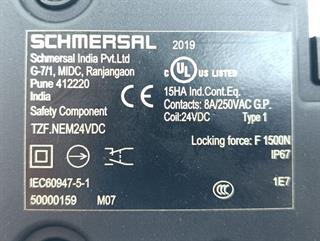 SCHMERSAL 2019
Schmersal India Pvt.Ltd
G-7/1, MIDC, Ranjangaon
Pune 412220
India
Safety Component
TZF.NEM24VDC
IEC60947-5-1
50000159 M07
C UL US LISTED
15HA Ind.Cont.Eq.
Contacts: 8A/250VAC G.P.
Coil:24VDC Type 1
Locking force: F 1500N
IP67
CCC
1E7